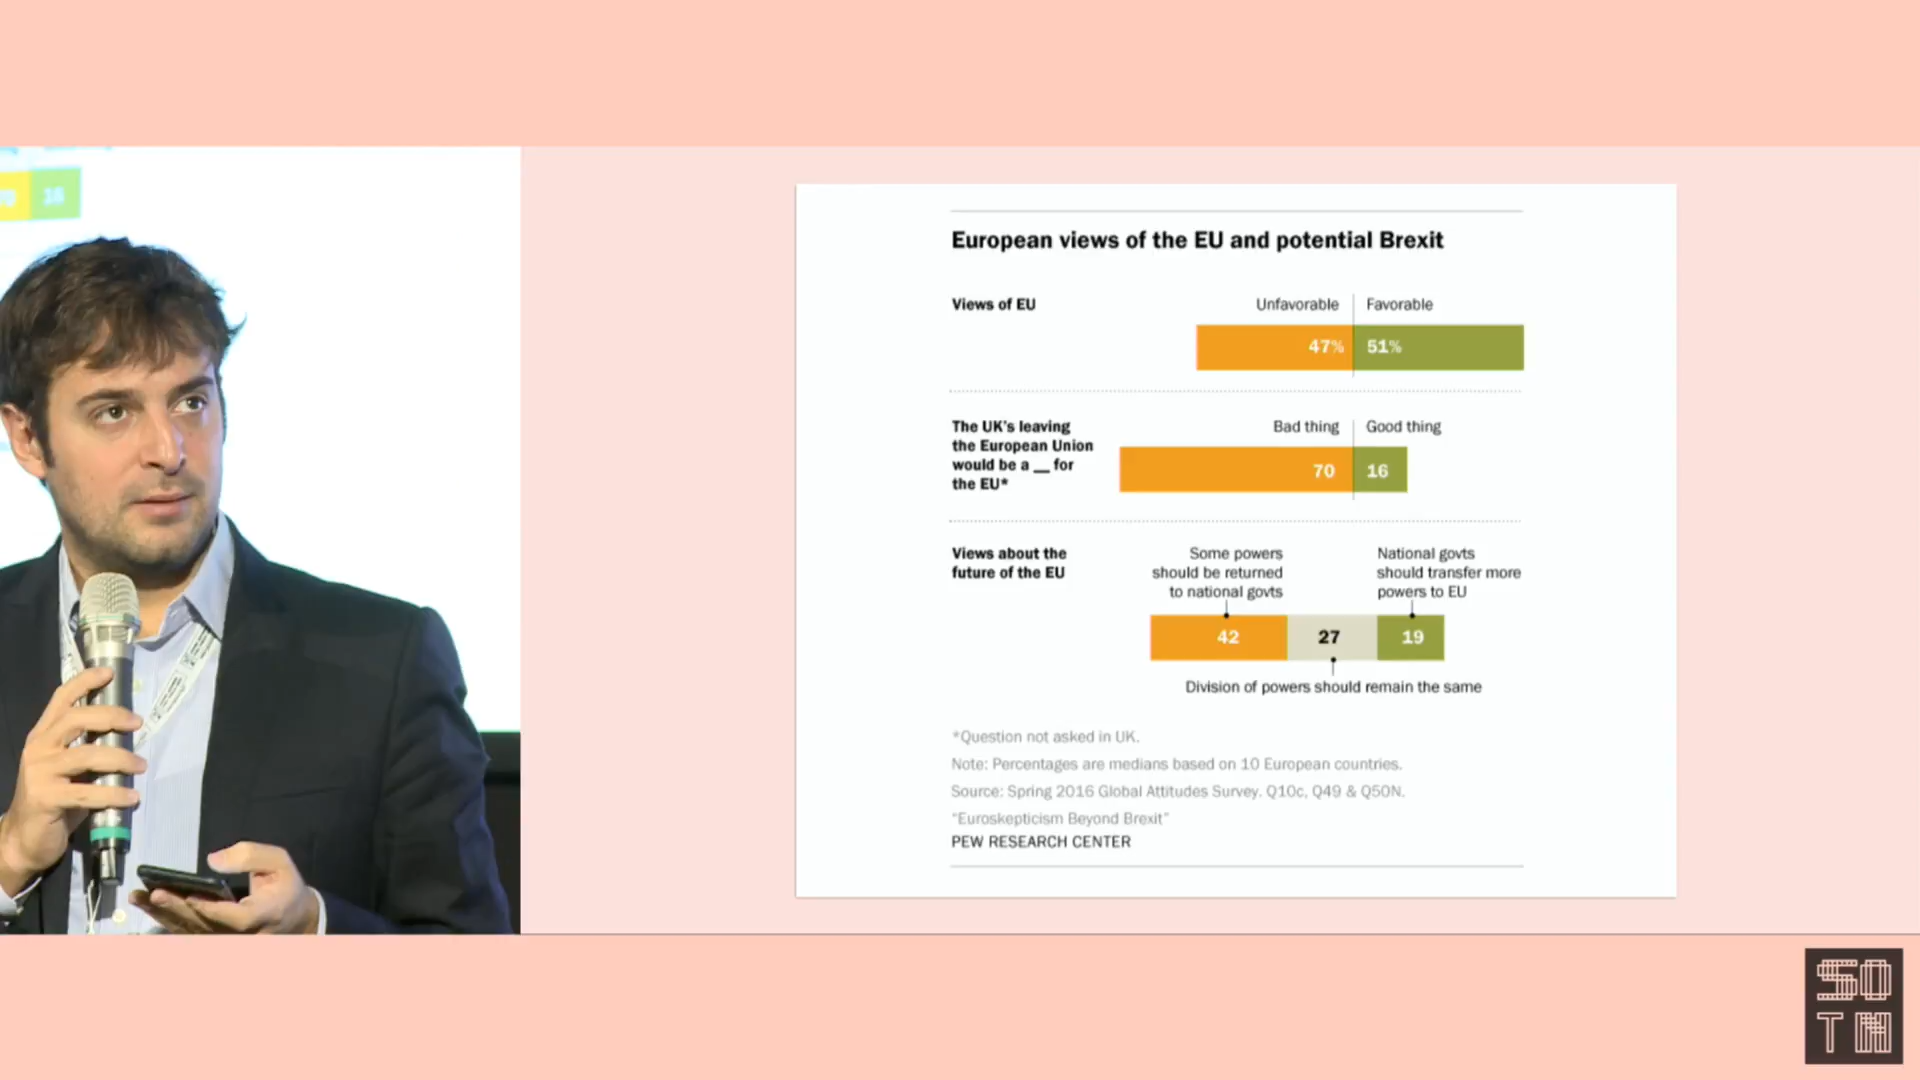 16
European views of the EU and potential Brexit
Views of EU
Unfavorable
Favorable
47%
51%
The UK's leaving
the European Union
would be a __ for
the EU*
Bad thing
Good thing
70
16
Views about the
future of the EU
Some powers
should be returned
to national govts
National govts
should transfer more
powers to EU
42
27
19
Division of powers should remain the same
*Question not asked in UK.
Note: Percentages are medians based on 10 European countries.
Source: Spring 2016 Global Attitudes Survey. Q10c, Q49 & Q50N.
"Euroskepticism Beyond Brexit"
PEW RESEARCH CENTER
SO
TM